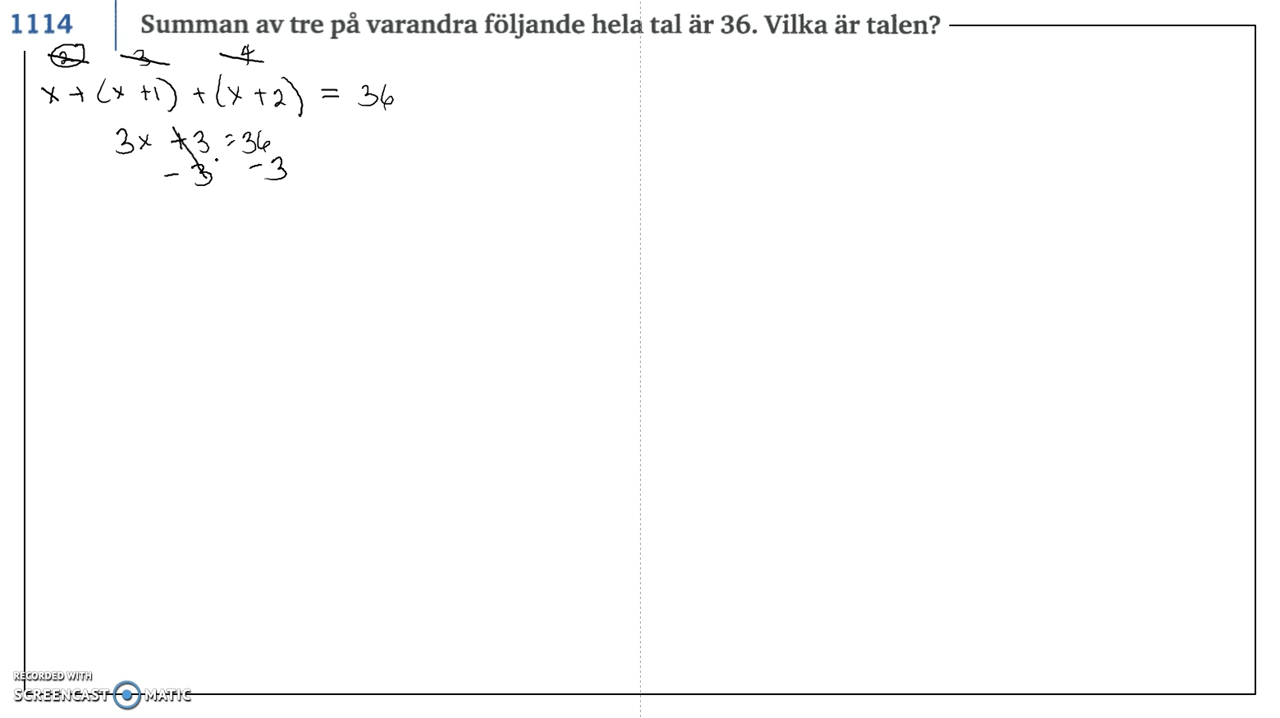 1114 Summan av tre på varandra följande hela tal är 36. Vilka är talen?
2 3 4
x + (x + 1) + (x + 2) = 36
3x + 3 = 36
- 3 - 3
RECORDED WITH
SCREENCAST MATIC